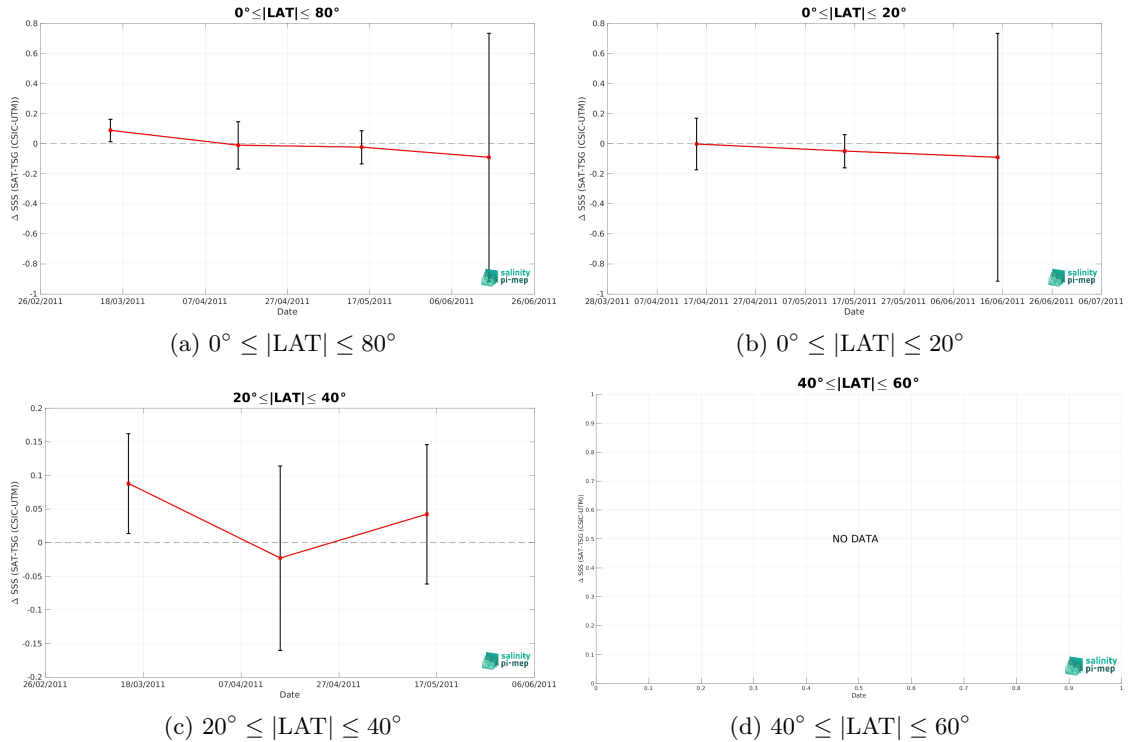 0°≤|LAT|≤ 80°
Δ SSS (SAT-TSG (CSIC-UTM))
0.8
0.6
0.4
0.2
0
-0.2
-0.4
-0.6
-0.8
-1
26/02/2011 18/03/2011 07/04/2011 27/04/2011 17/05/2011 06/06/2011 26/06/2011
Date
salinity
pi-mep
(a) 0° ≤ |LAT| ≤ 80°
0°≤|LAT|≤ 20°
Δ SSS (SAT-TSG (CSIC-UTM))
0.8
0.6
0.4
0.2
0
-0.2
-0.4
-0.6
-0.8
-1
28/03/2011 07/04/2011 17/04/2011 27/04/2011 07/05/2011 17/05/2011 27/05/2011 06/06/2011 16/06/2011 26/06/2011 06/07/2011
Date
salinity
pi-mep
(b) 0° ≤ |LAT| ≤ 20°
20°≤|LAT|≤ 40°
Δ SSS (SAT-TSG (CSIC-UTM))
0.2
0.15
0.1
0.05
0
-0.05
-0.1
-0.15
-0.2
26/02/2011 18/03/2011 07/04/2011 27/04/2011 17/05/2011 06/06/2011
Date
salinity
pi-mep
(c) 20° ≤ |LAT| ≤ 40°
40°≤|LAT|≤ 60°
Δ SSS (SAT-TSG (CSIC-UTM))
1
0.9
0.8
0.7
0.6
0.5
0.4
0.3
0.2
0.1
0
NO DATA
0 0.1 0.2 0.3 0.4 0.5 0.6 0.7 0.8 0.9 1
Date
salinity
pi-mep
(d) 40° ≤ |LAT| ≤ 60°